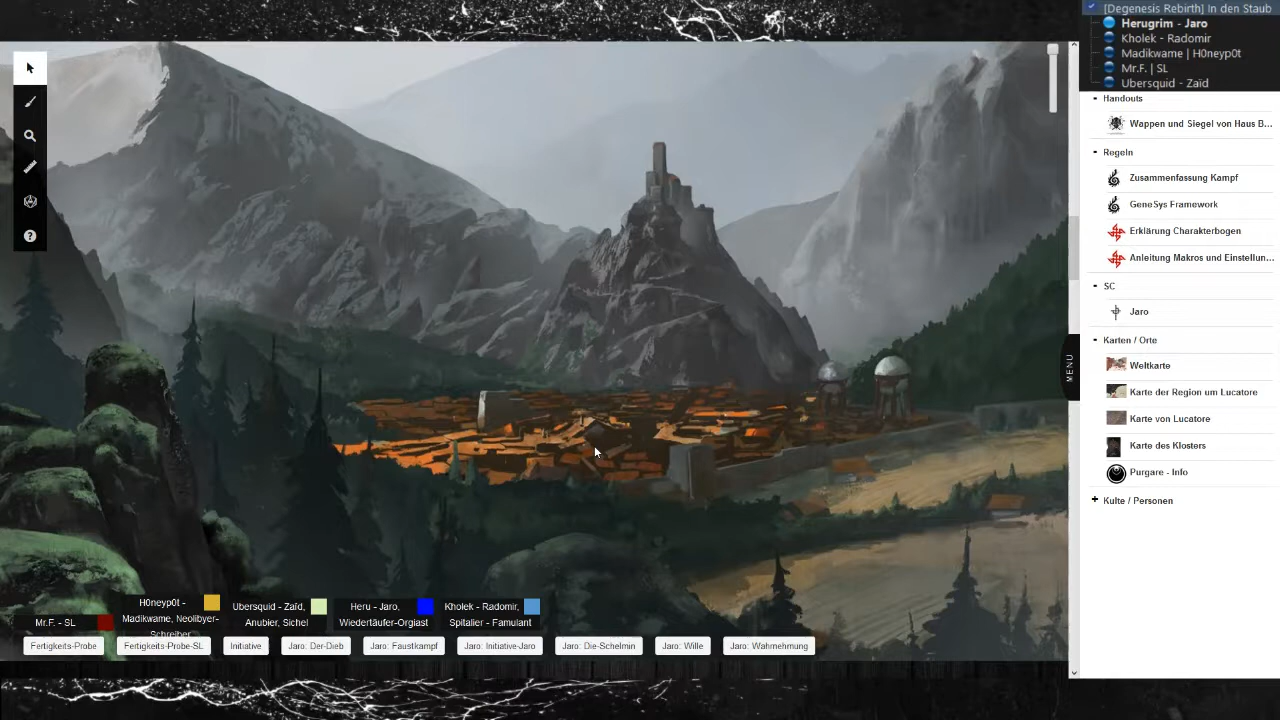 [Degenesis Rebirth] In den Staub
Herugrim - Jaro
Kholek - Radomir
Madikwame | H0neyp0t
Mr.F. | SL
Ubersquid - Zaïd
Handouts
Wappen und Siegel von Haus B...
Regeln
Zusammenfassung Kampf
GeneSys Framework
Erklärung Charakterbogen
Anleitung Makros und Einstellun...
SC
Jaro
Karten / Orte
Weltkarte
Karte der Region um Lucatore
Karte von Lucatore
Karte des Klosters
Purgare - Info
Kulte / Personen
MENU
Mr.F. - SL
H0neyp0t -
Madikwame, Neolibyer-
Schreiber
Ubersquid - Zaïd,
Anubier, Sichel
Heru - Jaro,
Wiedertäufer-Orgiast
Kholek - Radomir,
Spitalier - Famulant
Fertigkeits-Probe
Fertigkeits-Probe-SL
Initiative
Jaro: Der-Dieb
Jaro: Faustkampf
Jaro: Initiative-Jaro
Jaro: Die-Schelmin
Jaro: Wille
Jaro: Wahrnehmung